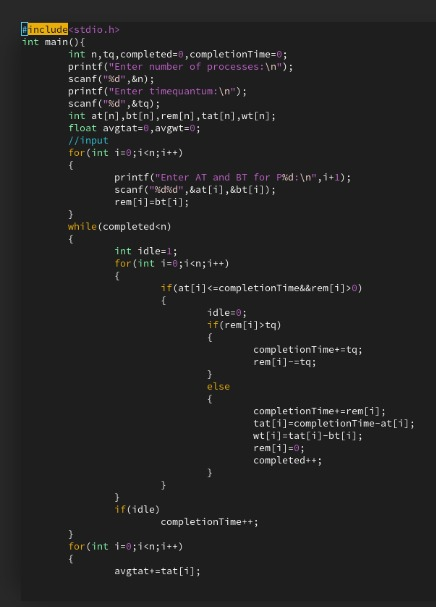 #include<stdio.h>
int main(){
int n,tq,completed=0,completionTime=0;
printf("Enter number of processes:\n");
scanf("%d",&n);
printf("Enter timequantum:\n");
scanf("%d",&tq);
int at[n],bt[n],rem[n],tat[n],wt[n];
float avgtat=0,avgwt=0;
//input
for(int i=0;i<n;i++)
{
printf("Enter AT and BT for P%d:\n",i+1);
scanf("%d%d",&at[i],&bt[i]);
rem[i]=bt[i];
}
while(completed<n)
{
int idle=1;
for(int i=0;i<n;i++)
{
if(at[i]<=completionTime&&rem[i]>0)
{
idle=0;
if(rem[i]>tq)
{
completionTime+=tq;
rem[i]-=tq;
}
else
{
completionTime+=rem[i];
tat[i]=completionTime-at[i];
wt[i]=tat[i]-bt[i];
rem[i]=0;
completed++;
}
}
}
if(idle)
completionTime++;
}
for(int i=0;i<n;i++)
{
avgtat+=tat[i];